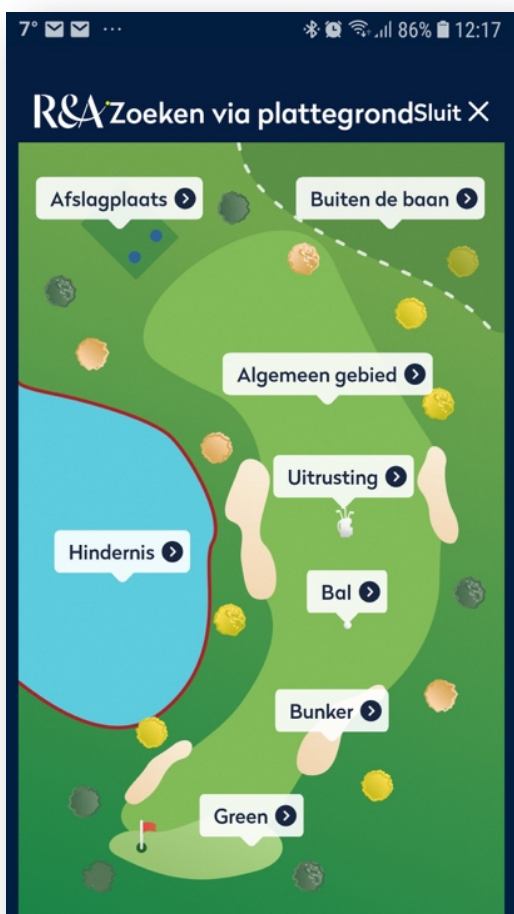 7° ... 86% 12:17
R&A Zoeken via plattegrond Sluit X
Afslagplaats
Buiten de baan
Algemeen gebied
Uitrusting
Hindernis
Bal
Bunker
Green